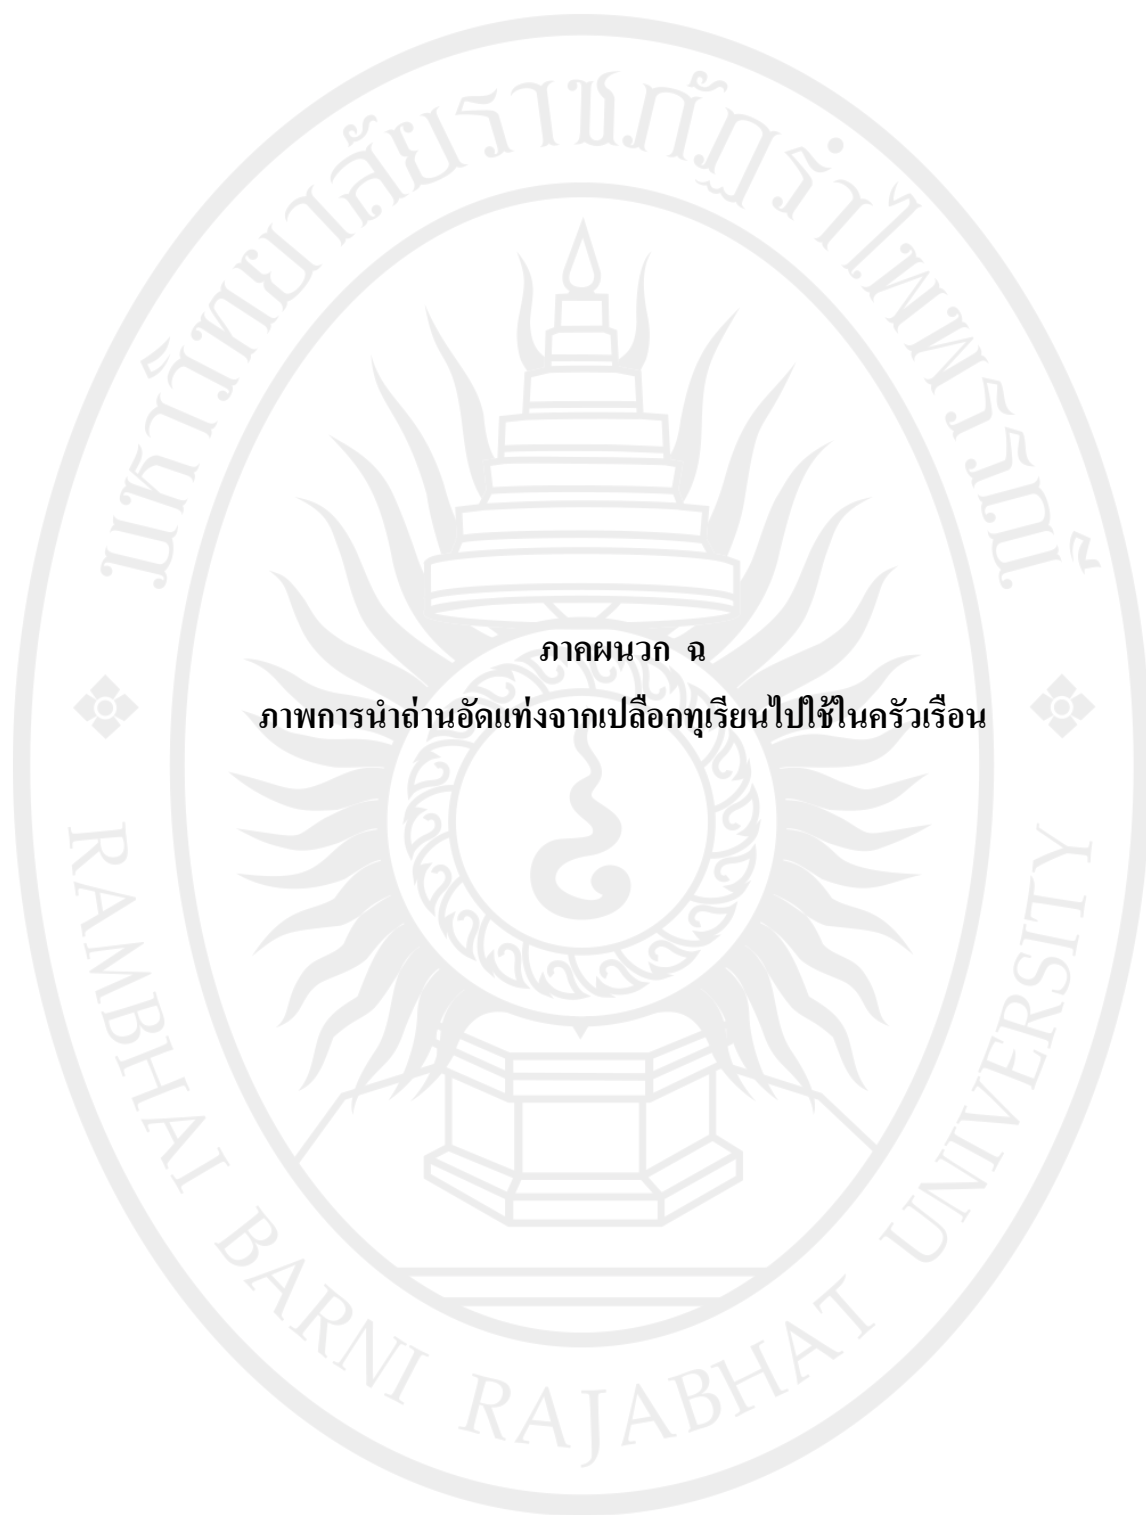 มหาวิทยาลัยราชภัฏรำไพพรรณี
ภาคผนวก ฉ
ภาพการนำถ่านอัดแท่งจากเปลือกทุเรียนไปใช้ในครัวเรือน
RAMBHAI BARNI RAJABHAT UNIVERSITY